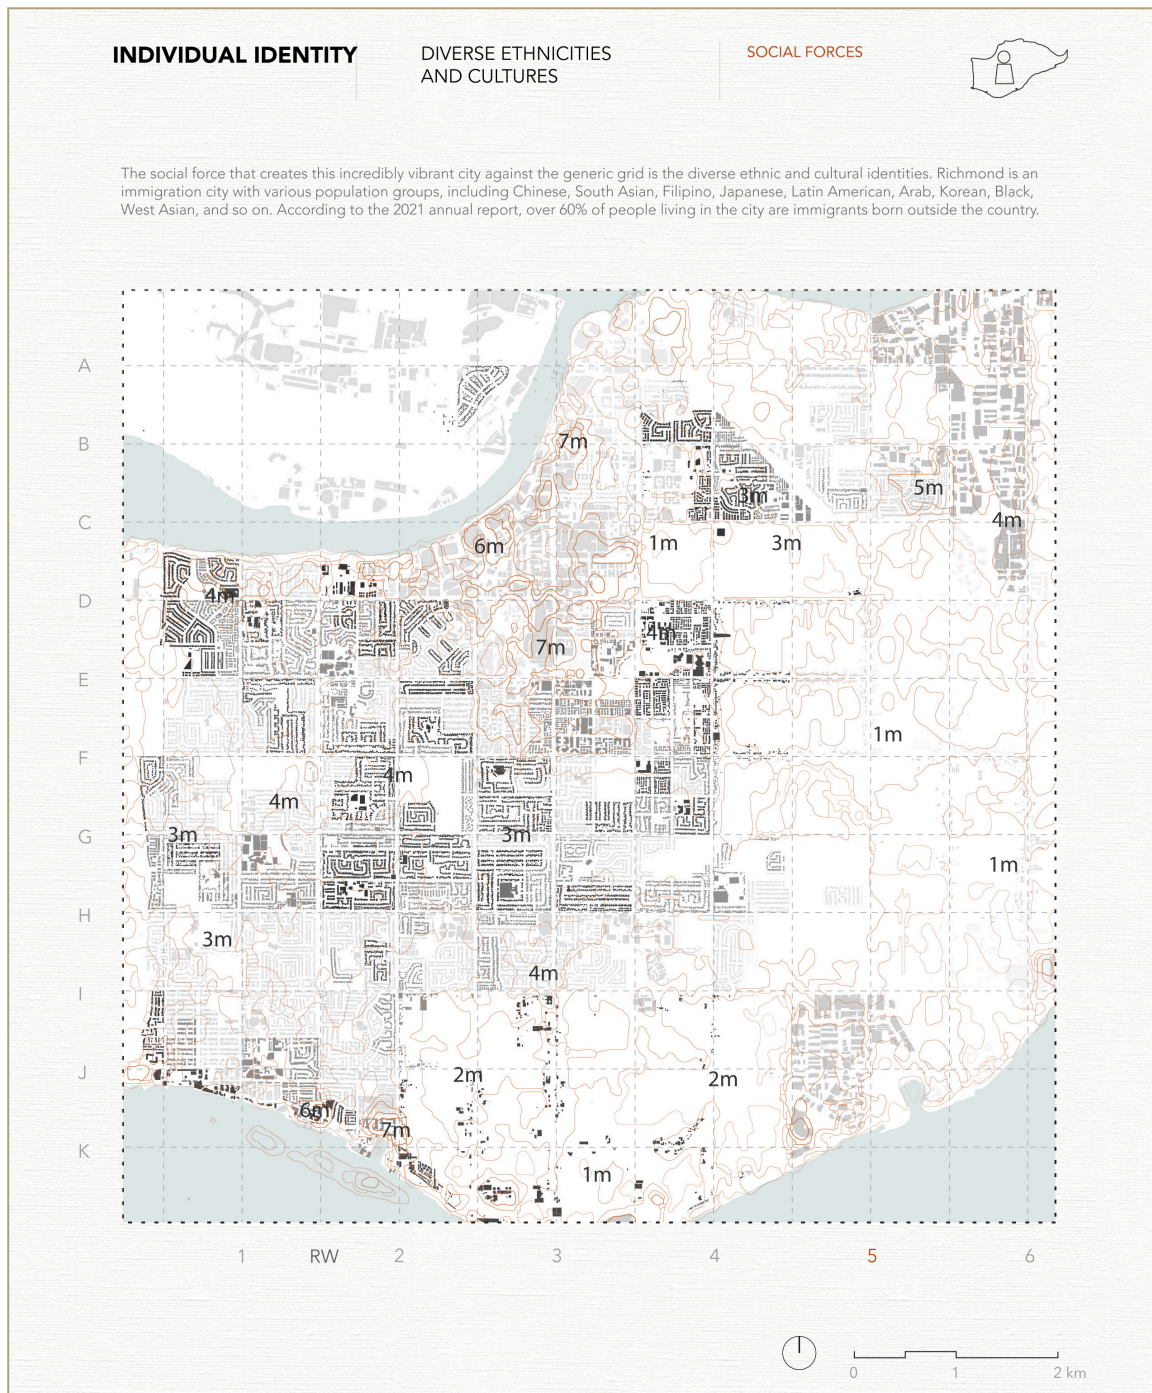 INDIVIDUAL IDENTITY
DIVERSE ETHNICITIES
AND CULTURES
SOCIAL FORCES
The social force that creates this incredibly vibrant city against the generic grid is the diverse ethnic and cultural identities. Richmond is an
immigration city with various population groups, including Chinese, South Asian, Filipino, Japanese, Latin American, Arab, Korean, Black,
West Asian, and so on. According to the 2021 annual report, over 60% of people living in the city are immigrants born outside the country.
A
B
7m
3m
5m
C
4m
6m
1m
3m
4m
D
4m
7m
E
1m
F
4m
4m
3m
3m
G
1m
H
3m
4m
I
J
2m
2m
6m
7m
K
1m
1
RW
2
3
4
5
6
0
1
2 km